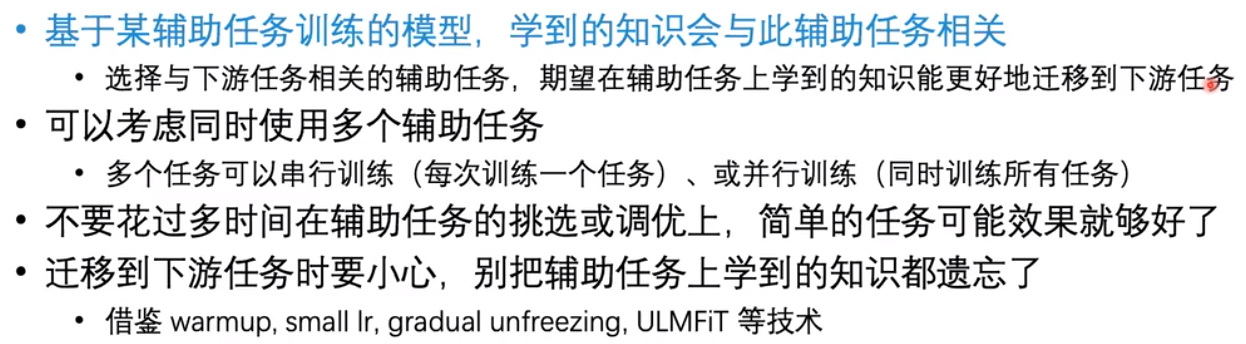 • 基于某辅助任务训练的模型，学到的知识会与此辅助任务相关
• 选择与下游任务相关的辅助任务，期望在辅助任务上学到的知识能更好地迁移到下游任务
• 可以考虑同时使用多个辅助任务
• 多个任务可以串行训练（每次训练一个任务）、或并行训练（同时训练所有任务）
• 不要花过多时间在辅助任务的挑选或调优上，简单的任务可能效果就够好了
• 迁移到下游任务时要小心，别把辅助任务上学到的知识都遗忘了
• 借鉴 warmup, small lr, gradual unfreezing, ULMFiT 等技术